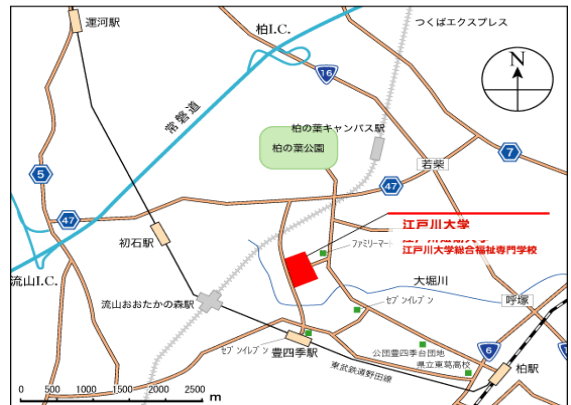 つくばエクスプレス
運河駅
柏I.C.
N
16
常磐道
柏の葉キャンパス駅
柏の葉公園
7
若柴
5
47
47
江戸川大学
江戸川大学総合福祉専門学校
ファミリーマート
初石駅
流山I.C.
大堀川
流山おおたかの森駅
セブンイレブン
呼塚
セブンイレブン
豊四季駅
公団豊四季台団地
県立東葛高校
6
柏駅
東武鉄道野田線
0 500 1000 1500 2000 2500 m